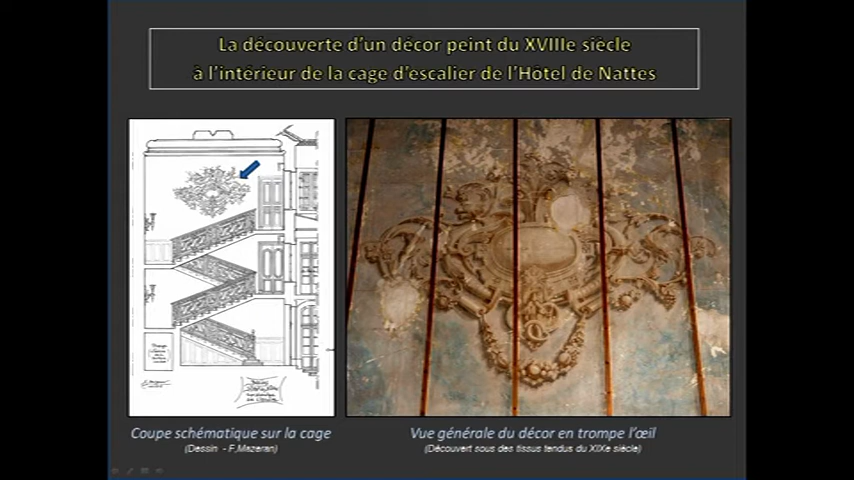 La découverte d'un décor peint du XVIIIe siècle
à l'intérieur de la cage d'escalier de l'Hôtel de Nattes
Coupe schématique sur la cage
(Dessin - F.Mazeran)
Vue générale du décor en trompe l'œil
(Découvert sous des tissus tendus du XIXe siècle)